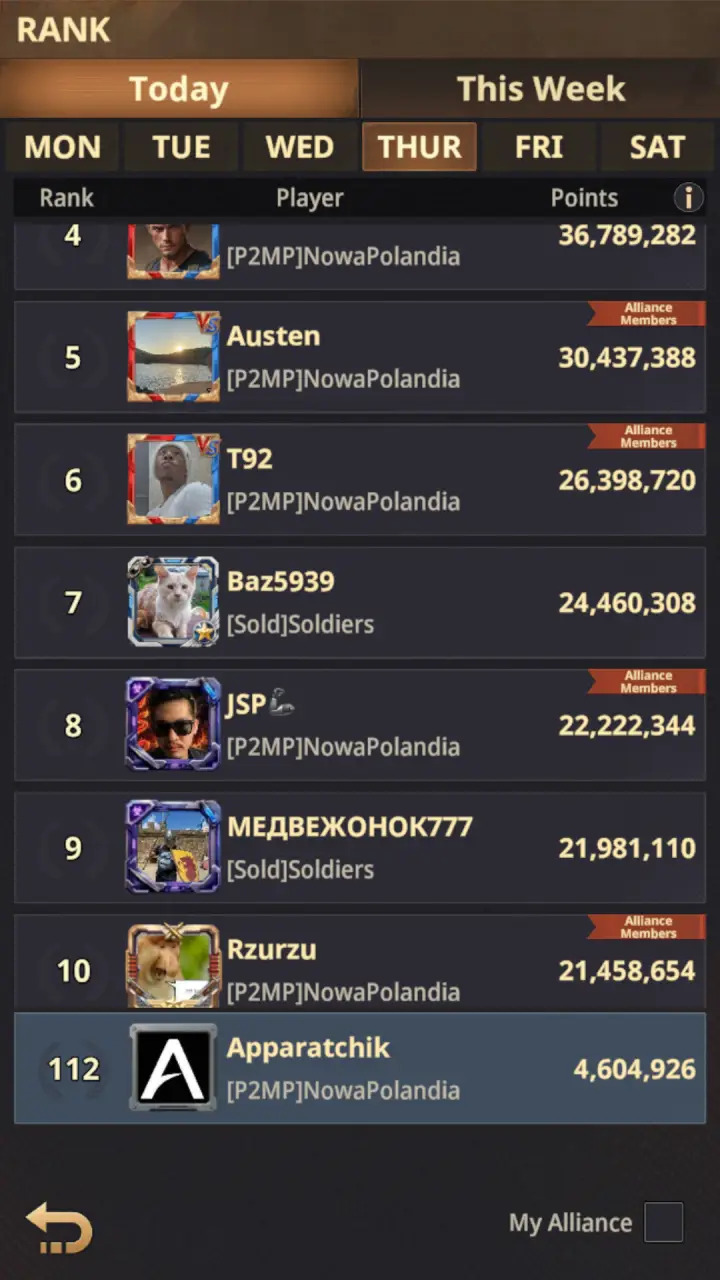 RANK
Today
This Week
MON
TUE
WED
THUR
FRI
SAT
Rank
Player
Points
i
4
[P2MP]NowaPolandia
36,789,282
Alliance
Members
5
VS
Austen
[P2MP]NowaPolandia
30,437,388
Alliance
Members
6
VS
T92
[P2MP]NowaPolandia
26,398,720
7
Baz5939
[Sold]Soldiers
24,460,308
Alliance
Members
8
JSP
[P2MP]NowaPolandia
22,222,344
9
МЕДВЕЖОНОК777
[Sold]Soldiers
21,981,110
Alliance
Members
10
Rzurzu
[P2MP]NowaPolandia
21,458,654
112
A
Apparatchik
[P2MP]NowaPolandia
4,604,926
My Alliance